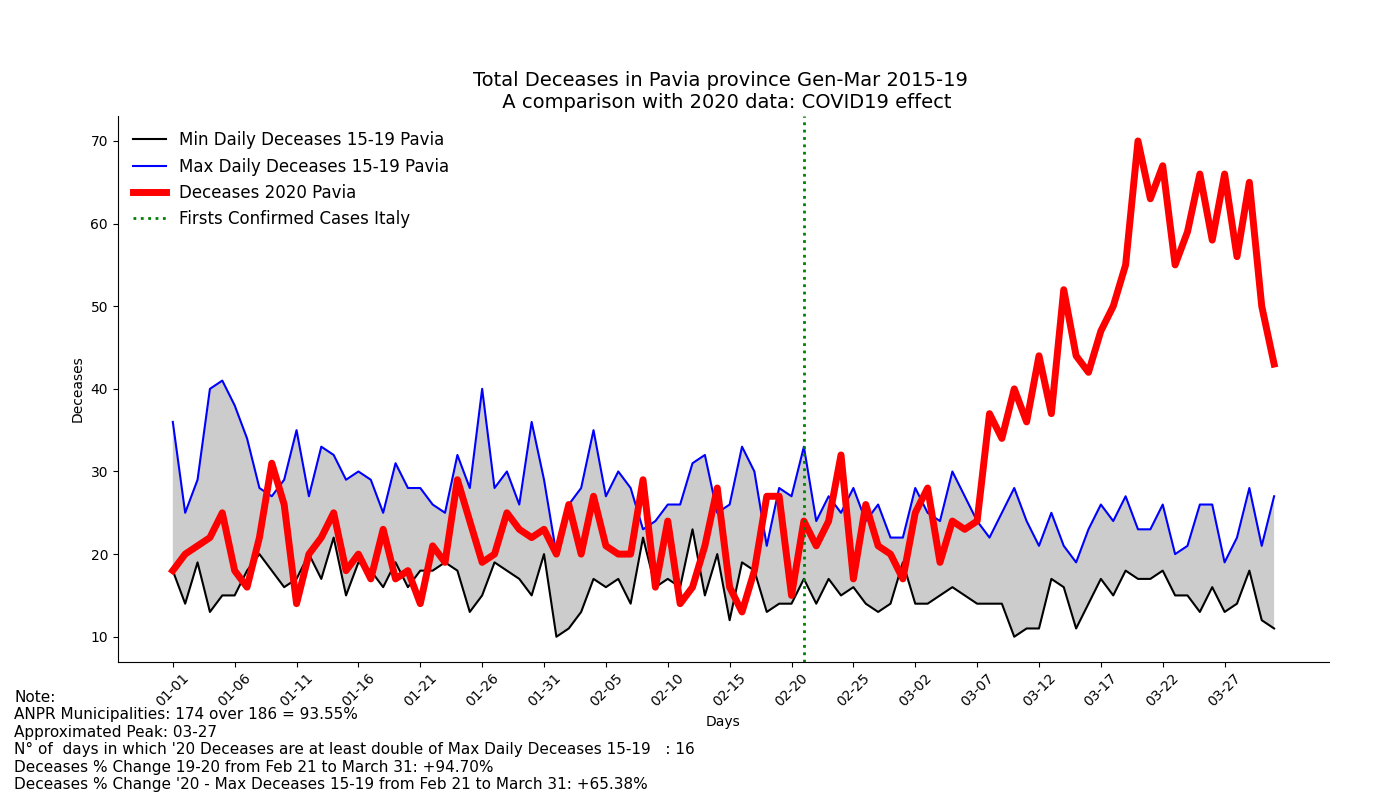 Total Deceases in Pavia province Gen-Mar 2015-19
A comparison with 2020 data: COVID19 effect
70
60
50
40
30
20
10
Deceases
Min Daily Deceases 15-19 Pavia
Max Daily Deceases 15-19 Pavia
Deceases 2020 Pavia
Firsts Confirmed Cases Italy
01-01 01-06 01-11 01-16 01-21 01-26 01-31 02-05 02-10 02-15 02-20 02-25 03-02 03-07 03-12 03-17 03-22 03-27
Days
Note:
ANPR Municipalities: 174 over 186 = 93.55%
Approximated Peak: 03-27
N° of  days in which '20 Deceases are at least double of Max Daily Deceases 15-19   : 16
Deceases % Change 19-20 from Feb 21 to March 31: +94.70%
Deceases % Change '20 - Max Deceases 15-19 from Feb 21 to March 31: +65.38%